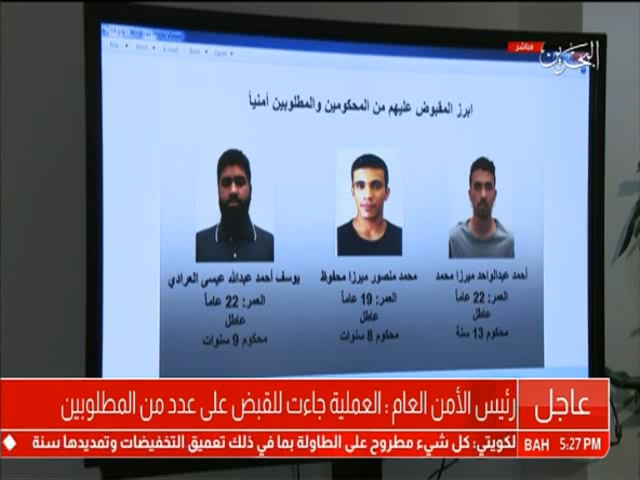 مباشر
البحرين
ابرز المقبوض عليهم من المحكومين والمطلوبين أمنياً
أحمد عبدالواحد ميرزا محمد
العمر: 22 عاماً
عاطل
محكوم 13 سنة
محمد منصور ميرزا محفوظ
العمر: 19 عاماً
عاطل
محكوم 8 سنوات
يوسف أحمد عبدالله عيسى العرادي
العمر: 22 عاماً
عاطل
محكوم 9 سنوات
عاجل
رئيس الأمن العام : العملية جاءت للقبض على عدد من المطلوبين
BAH 5:27 PM
لكويتي: كل شيء مطروح على الطاولة بما في ذلك تعميق التخفيضات وتمديدها سنة